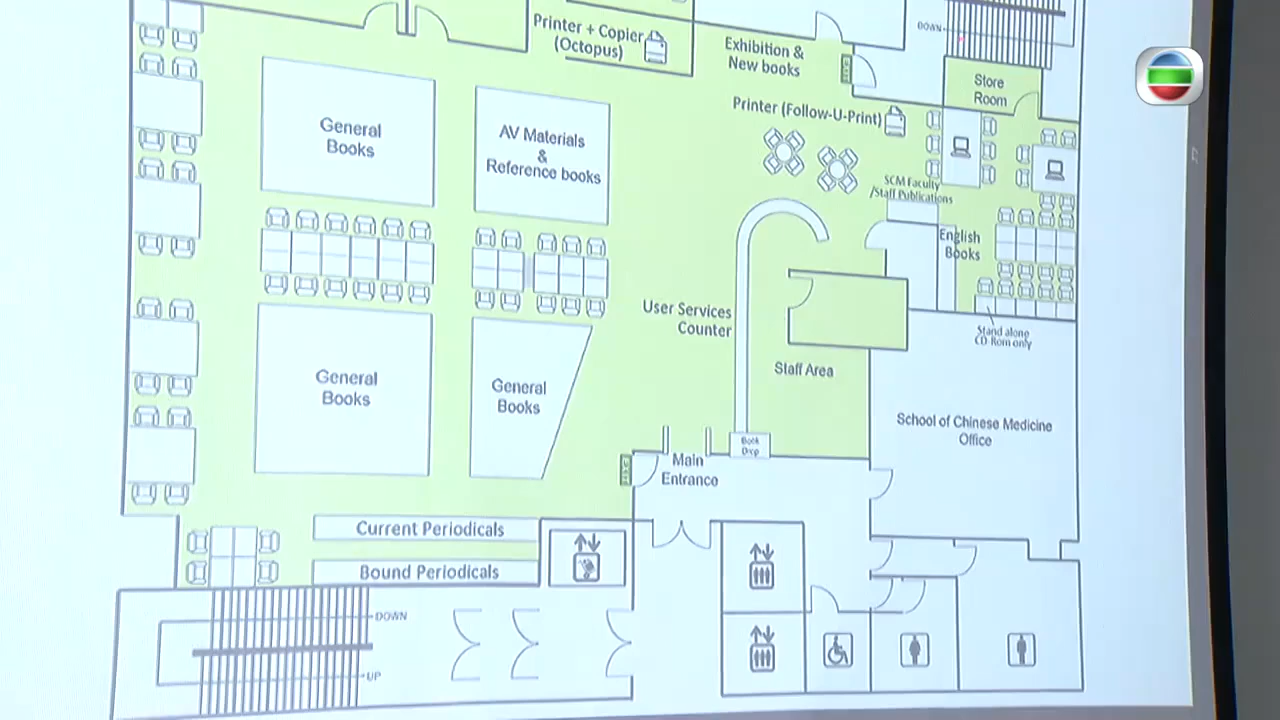 Printer + Copier
(Octopus)
Exhibition &
New books
DOWN
Store
Room
General
Books
AV Materials
&
Reference books
Printer (Follow-U-Print)
SCM Faculty
/Staff Publications
English
Books
User Services
Counter
Stand along
CD-Rom only
General
Books
General
Books
Staff Area
School of Chinese Medicine
Office
Book
Drop
Main
Entrance
Current Periodicals
Bound Periodicals
DOWN
UP